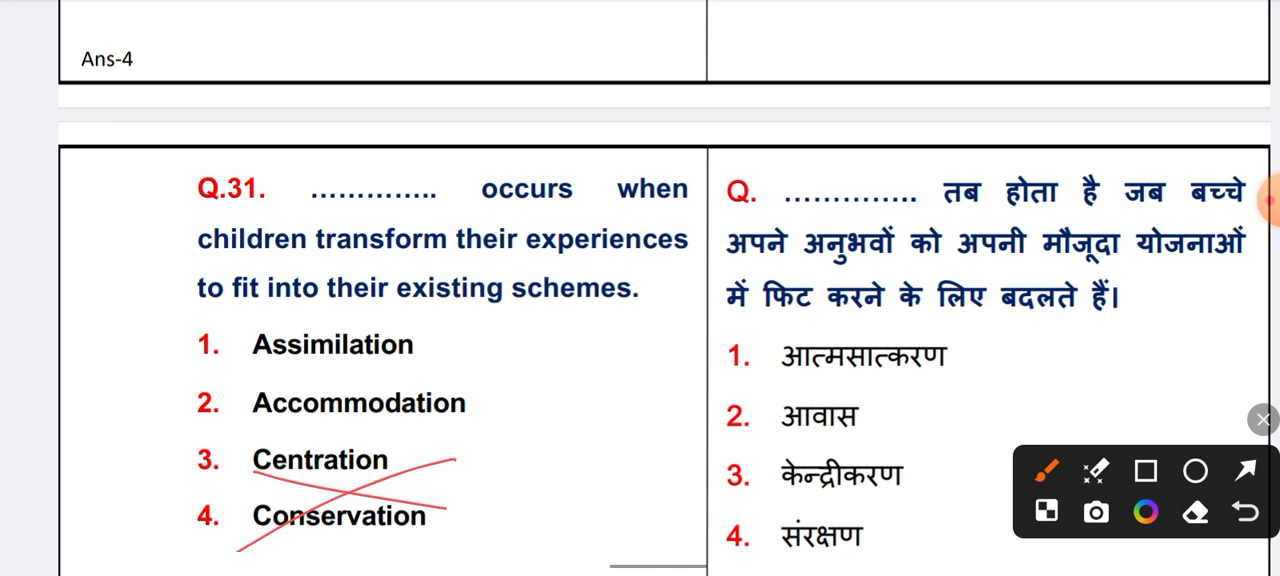 Ans-4
Q.31. ………….. occurs when
children transform their experiences
to fit into their existing schemes.
1. Assimilation
2. Accommodation
3. Centration
4. Conservation
Q. ………….. तब होता है जब बच्चे
अपने अनुभवों को अपनी मौजूदा योजनाओं
में फिट करने के लिए बदलते हैं।
1. आत्मसात्करण
2. आवास
3. केन्द्रीकरण
4. संरक्षण